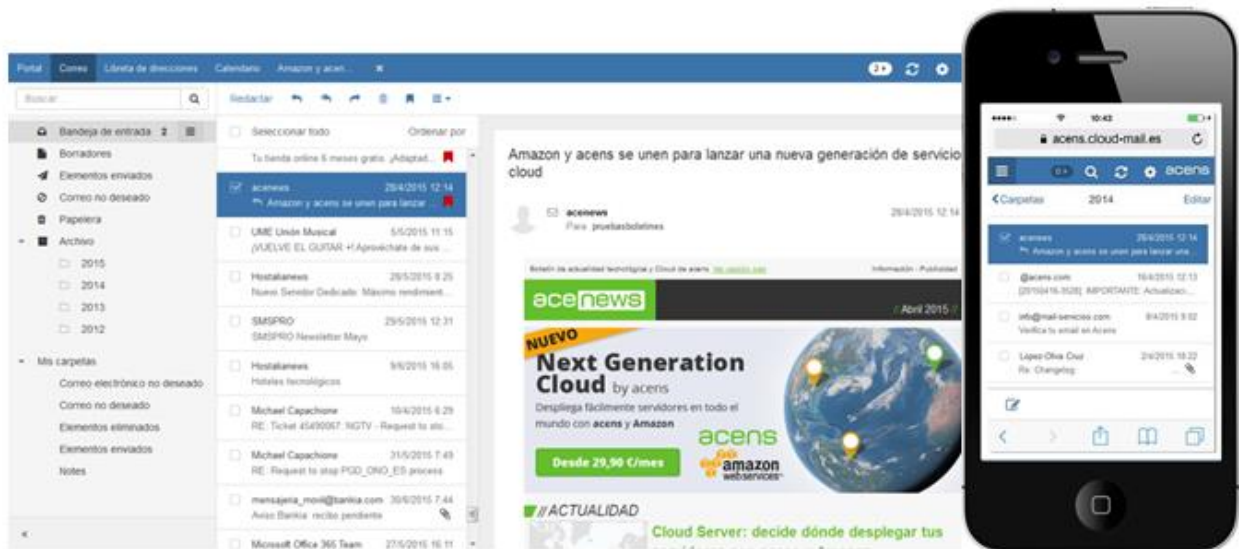 Portal Correo Libreta de direcciones Calendario Amazon y acen... ×
2
Buscar...
Redactar
Bandeja de entrada 2
Borradores
Elementos enviados
Correo no deseado
Papelera
Archivo
2015
2014
2013
2012
Mis carpetas
Correo electrónico no deseado
Correo no deseado
Elementos eliminados
Elementos enviados
Notes
Seleccionar todo Ordenar por
Tu tienda online 6 meses gratis. ¡Adaptad...
acenews 28/4/2015 12:14
Amazon y acens se unen para lanzar ...
UME Unión Musical 5/5/2015 11:15
¡VUELVE EL GUITAR +! Aprovéchate de sus ...
Hostalianews 28/5/2015 8:25
Nuevo Servidor Dedicado: Máximo rendimient...
SMSPRO 29/5/2015 12:31
SMSPRO Newsletter Mayo
Hostalianews 9/6/2015 16:05
Hoteles tecnológicos
Michael Capachione 10/4/2015 6:29
RE: Ticket 45490067: NGTV - Request to sto...
Michael Capachione 31/5/2015 7:49
RE: Request to stop PGD_ONO_ES process
mensajeria_movil@bankia.com 30/6/2015 7:44
Aviso Bankia: recibo pendiente
Microsoft Office 365 Team 27/5/2015 16:11
Amazon y acens se unen para lanzar una nueva generación de servicio
cloud
acenews 28/4/2015 12:14
Para pruebasboletines
Boletín de actualidad tecnológica y Cloud de acens. Información · Publicidad
acenews
// Abril 2015 //
NUEVO
Next Generation
Cloud by acens
Despliega fácilmente servidores en todo el
mundo con acens y Amazon
acens
amazon
webservices
Desde 29,90 €/mes
//ACTUALIDAD
Cloud Server: decide dónde desplegar tus
10:42
acens.cloud-mail.es
acens
Carpetas 2014 Editar
acenews 28/4/2015 12:14
Amazon y acens se unen para lanzar una
@acens.com 16/4/2015 12:13
IMPORTANTE: Actualizaci...
info@mail-servicios.com 8/4/2015 9:02
Verifica tu email en Acens
Lopez-Oliva Cruz 2/4/2015 18:22
Re: Changelog ...